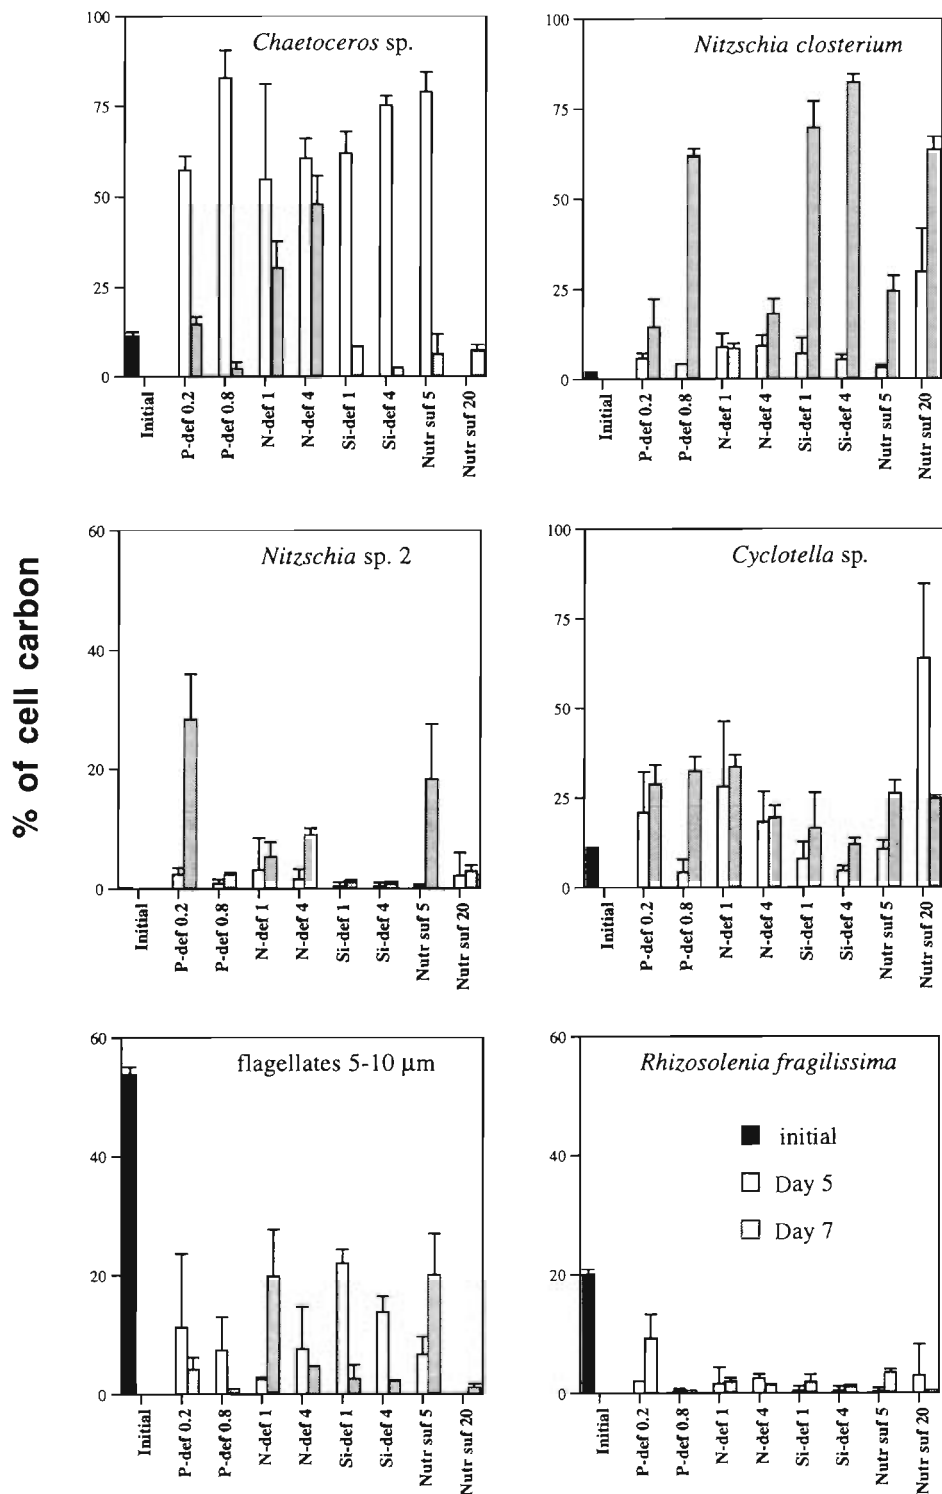 % of cell carbon
Chaetoceros sp.
100
75
50
25
0
Initial
P-def 0.2
P-def 0.8
N-def 1
N-def 4
Si-def 1
Si-def 4
Nutr suf 5
Nutr suf 20
Nitzschia closterium
100
75
50
25
0
Initial
P-def 0.2
P-def 0.8
N-def 1
N-def 4
Si-def 1
Si-def 4
Nutr suf 5
Nutr suf 20
Nitzschia sp. 2
60
40
20
0
Initial
P-def 0.2
P-def 0.8
N-def 1
N-def 4
Si-def 1
Si-def 4
Nutr suf 5
Nutr suf 20
Cyclotella sp.
100
75
50
25
0
Initial
P-def 0.2
P-def 0.8
N-def 1
N-def 4
Si-def 1
Si-def 4
Nutr suf 5
Nutr suf 20
flagellates 5-10 µm
60
40
20
0
Initial
P-def 0.2
P-def 0.8
N-def 1
N-def 4
Si-def 1
Si-def 4
Nutr suf 5
Nutr suf 20
Rhizosolenia fragilissima
60
40
20
0
initial
Day 5
Day 7
Initial
P-def 0.2
P-def 0.8
N-def 1
N-def 4
Si-def 1
Si-def 4
Nutr suf 5
Nutr suf 20